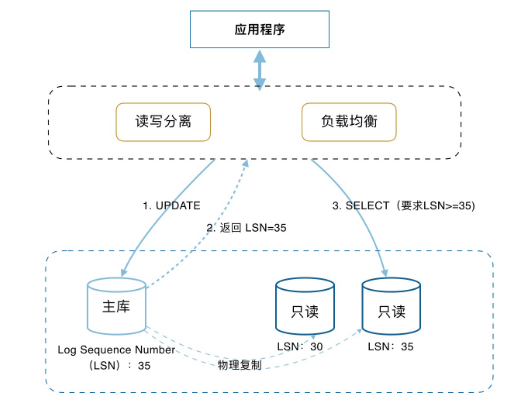 应用程序
读写分离
负载均衡
1. UPDATE
3. SELECT（要求LSN>=35)
2. 返回 LSN=35
主库
只读
只读
Log Sequence Number
（LSN）: 35
LSN：30
LSN：35
物理复制